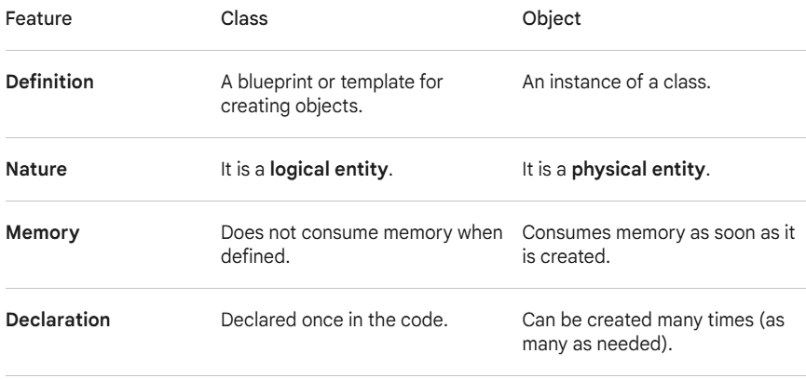 Feature Class Object
Definition A blueprint or template for An instance of a class.
creating objects.
Nature It is a logical entity. It is a physical entity.
Memory Does not consume memory when Consumes memory as soon as it
defined. is created.
Declaration Declared once in the code. Can be created many times (as
many as needed).